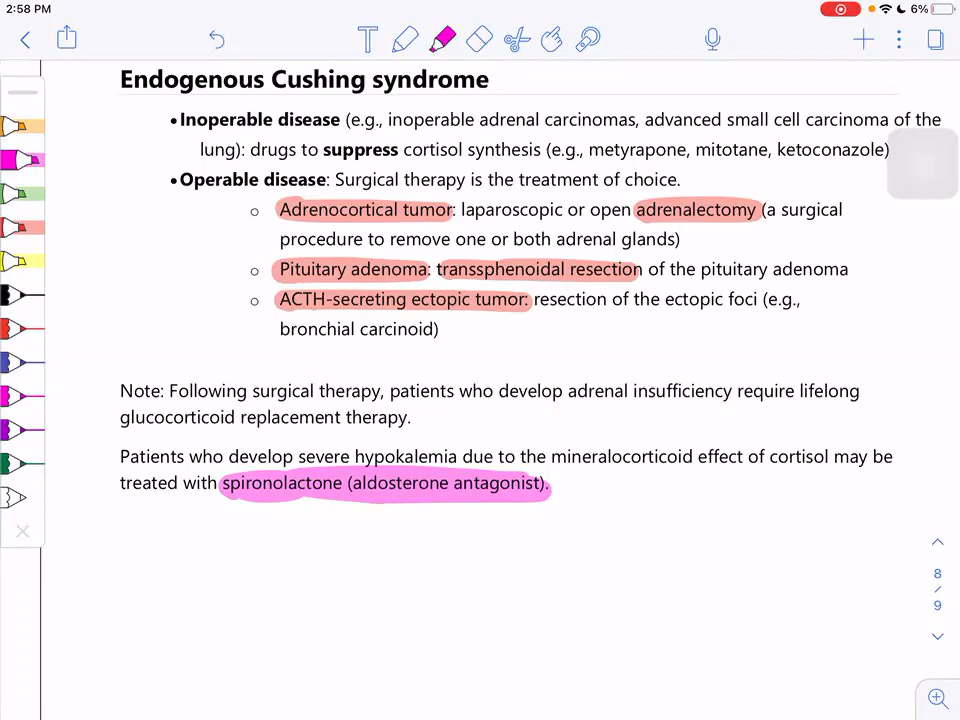 2:58 PM
6%
T
Endogenous Cushing syndrome
• Inoperable disease (e.g., inoperable adrenal carcinomas, advanced small cell carcinoma of the
lung): drugs to suppress cortisol synthesis (e.g., metyrapone, mitotane, ketoconazole)
• Operable disease: Surgical therapy is the treatment of choice.
o Adrenocortical tumor: laparoscopic or open adrenalectomy (a surgical
procedure to remove one or both adrenal glands)
o Pituitary adenoma: transsphenoidal resection of the pituitary adenoma
o ACTH-secreting ectopic tumor: resection of the ectopic foci (e.g.,
bronchial carcinoid)
Note: Following surgical therapy, patients who develop adrenal insufficiency require lifelong
glucocorticoid replacement therapy.
Patients who develop severe hypokalemia due to the mineralocorticoid effect of cortisol may be
treated with spironolactone (aldosterone antagonist).
8
/
9